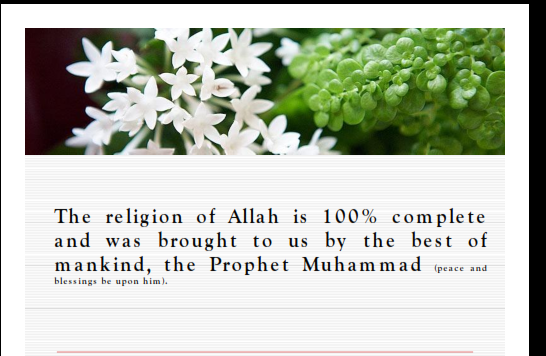 The religion of Allah is 100% complete
and was brought to us by the best of
mankind, the Prophet Muhammad (peace and
blessings be upon him).